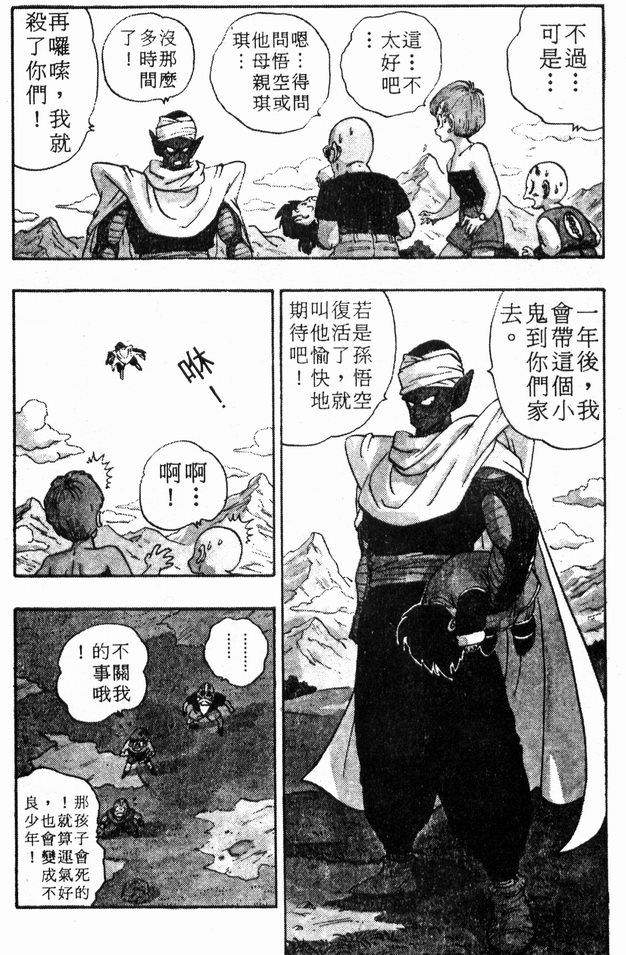 不過⋯
可是⋯
這⋯不
太好吧
⋯
嗯⋯得問
問悟空或
他母親琪
琪⋯
沒那麼
多時間
了！
再囉嗦，我就
殺了你們！
一年後，我
會帶這個小
鬼到你們家
去。
若是孫悟空
復活了，就
叫他愉快地
期待吧！
咻！
啊⋯
啊！
⋯⋯
不關我
的事哦
！
那孩子會死的
！就算運氣好
，也會變成不
良少年！